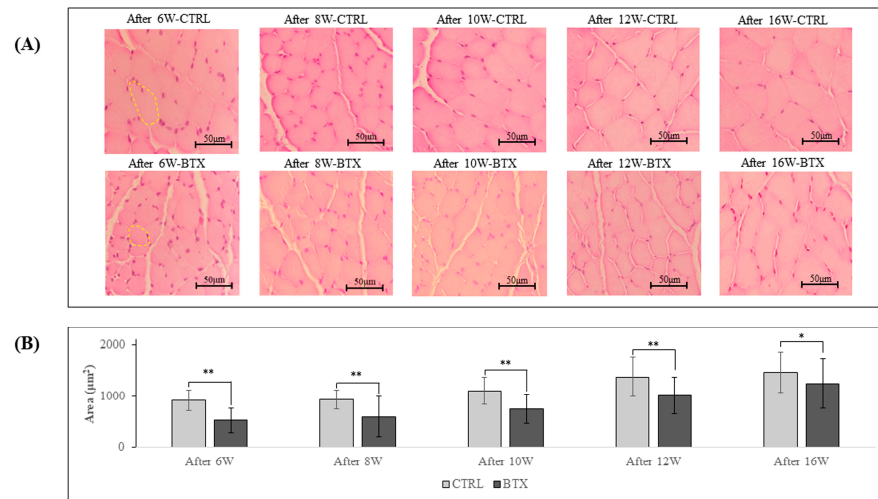 (A)
After 6W-CTRL After 8W-CTRL After 10W-CTRL After 12W-CTRL After 16W-CTRL
50μm 50μm 50μm 50μm 50μm
After 6W-BTX After 8W-BTX After 10W-BTX After 12W-BTX After 16W-BTX
50μm 50μm 50μm 50μm 50μm
(B)
Area (μm²)
2000
1000
0
** ** ** ** *
After 6W After 8W After 10W After 12W After 16W
CTRL BTX